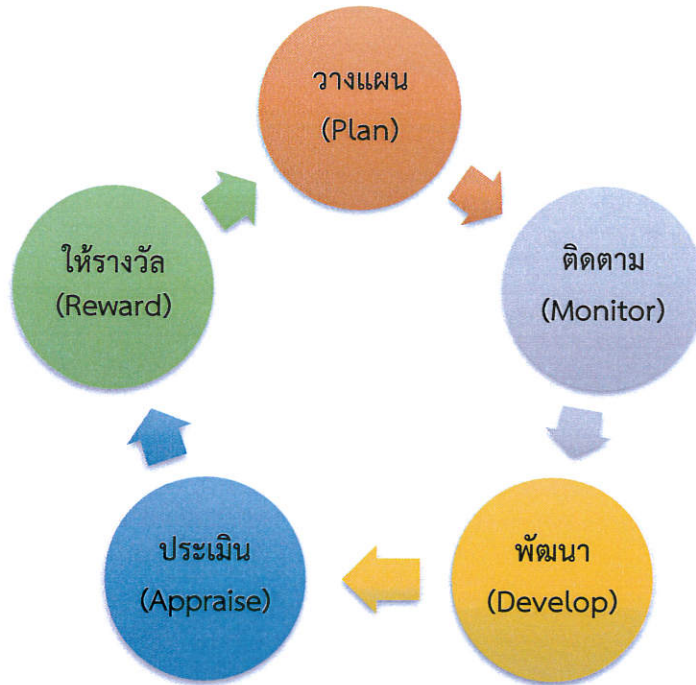 วางแผน
(Plan)
ติดตาม
(Monitor)
พัฒนา
(Develop)
ประเมิน
(Appraise)
ให้รางวัล
(Reward)